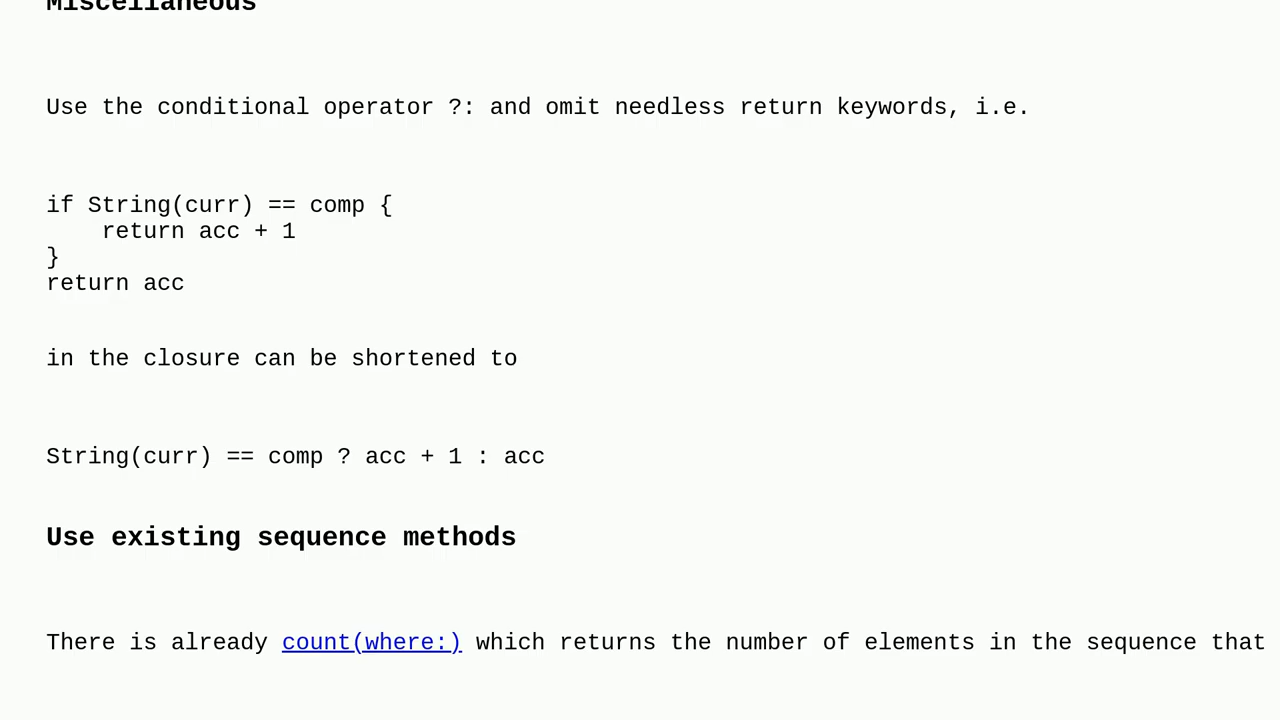 Miscellaneous
Use the conditional operator ?: and omit needless return keywords, i.e.
if String(curr) == comp {
    return acc + 1
}
return acc
in the closure can be shortened to
String(curr) == comp ? acc + 1 : acc
Use existing sequence methods
There is already count(where:) which returns the number of elements in the sequence that